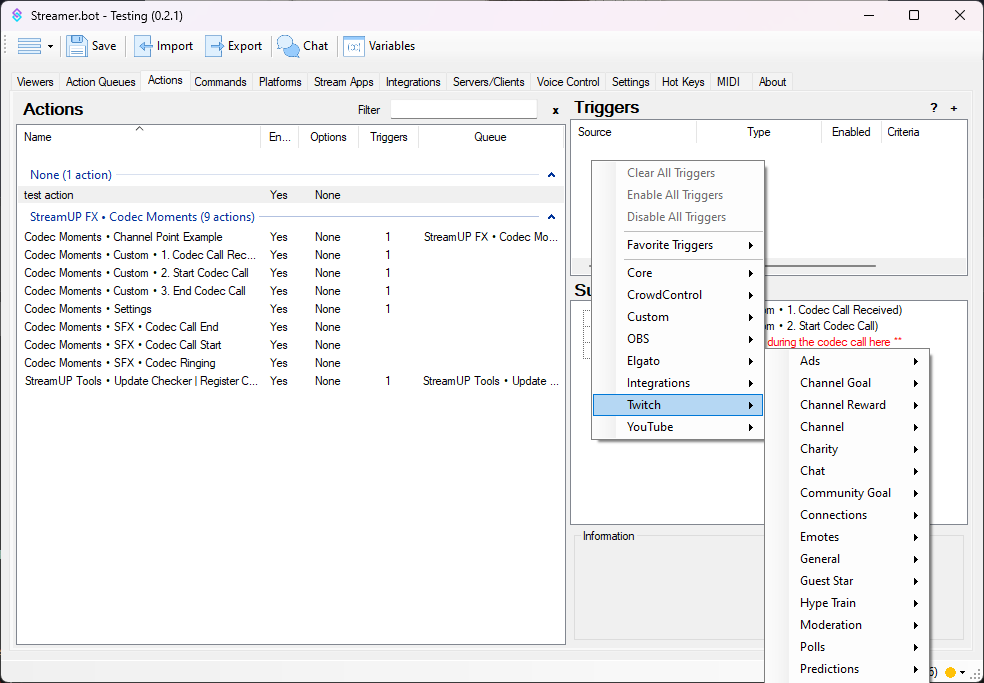 Streamer.bot - Testing (0.2.1)
Save Import Export Chat Variables
Viewers Action Queues Actions Commands Platforms Stream Apps Integrations Servers/Clients Voice Control Settings Hot Keys MIDI About
Actions
Filter
x
Name En... Options Triggers Queue
None (1 action)
test action Yes None
StreamUP FX • Codec Moments (9 actions)
Codec Moments • Channel Point Example Yes None 1 StreamUP FX • Codec Mo...
Codec Moments • Custom • 1. Codec Call Rec... Yes None 1
Codec Moments • Custom • 2. Start Codec Call Yes None 1
Codec Moments • Custom • 3. End Codec Call Yes None 1
Codec Moments • Settings Yes None 1
Codec Moments • SFX • Codec Call End Yes None
Codec Moments • SFX • Codec Call Start Yes None
Codec Moments • SFX • Codec Ringing Yes None
StreamUP Tools • Update Checker | Register C... Yes None 1 StreamUP Tools • Update ...
Triggers
? +
Source Type Enabled Criteria
Clear All Triggers
Enable All Triggers
Disable All Triggers
Favorite Triggers
Core
CrowdControl
Custom
OBS
Elgato
Integrations
Twitch
YouTube
• 1. Codec Call Received)
• 2. Start Codec Call)
during the codec call here **
Ads
Channel Goal
Channel Reward
Channel
Charity
Chat
Community Goal
Connections
Emotes
General
Guest Star
Hype Train
Moderation
Polls
Predictions
Information